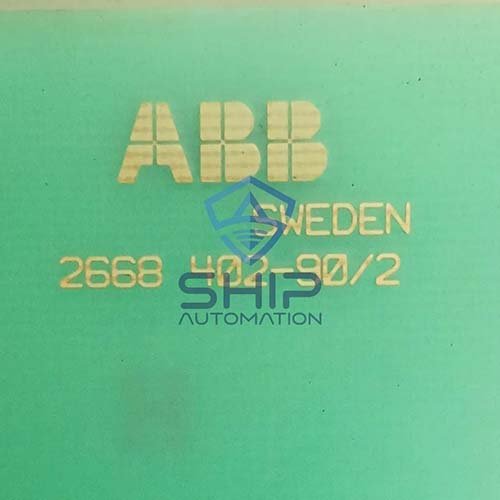 ABB
SWEDEN
2668 402-90/2
SHIP
AUTOMATION